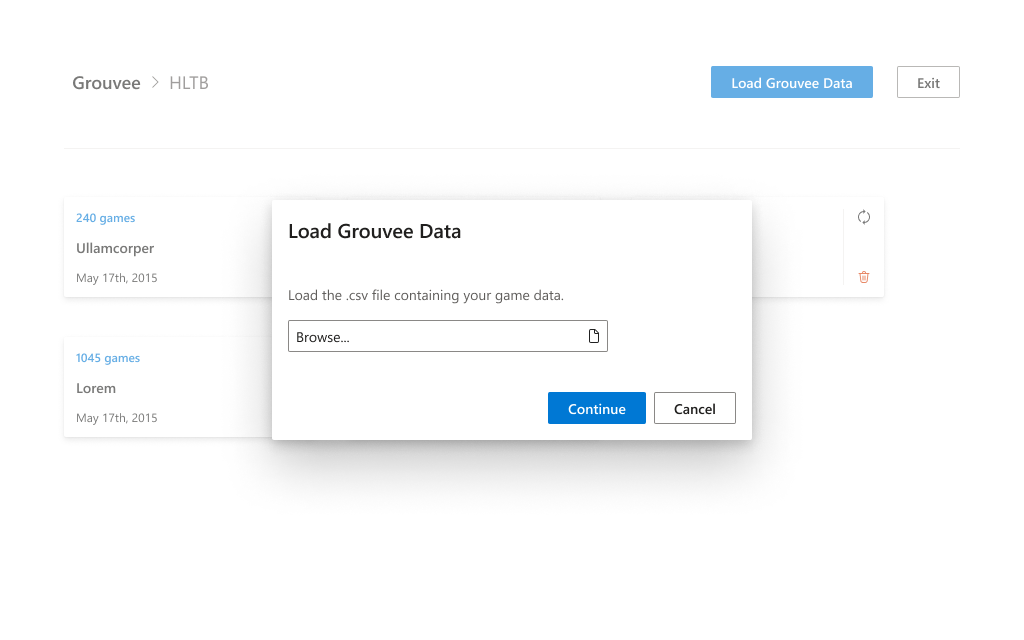 Grouvee > HLTB
Load Grouvee Data
Exit
240 games
Ullamcorper
May 17th, 2015
1045 games
Lorem
May 17th, 2015
Load Grouvee Data
Load the .csv file containing your game data.
Browse...
Continue
Cancel